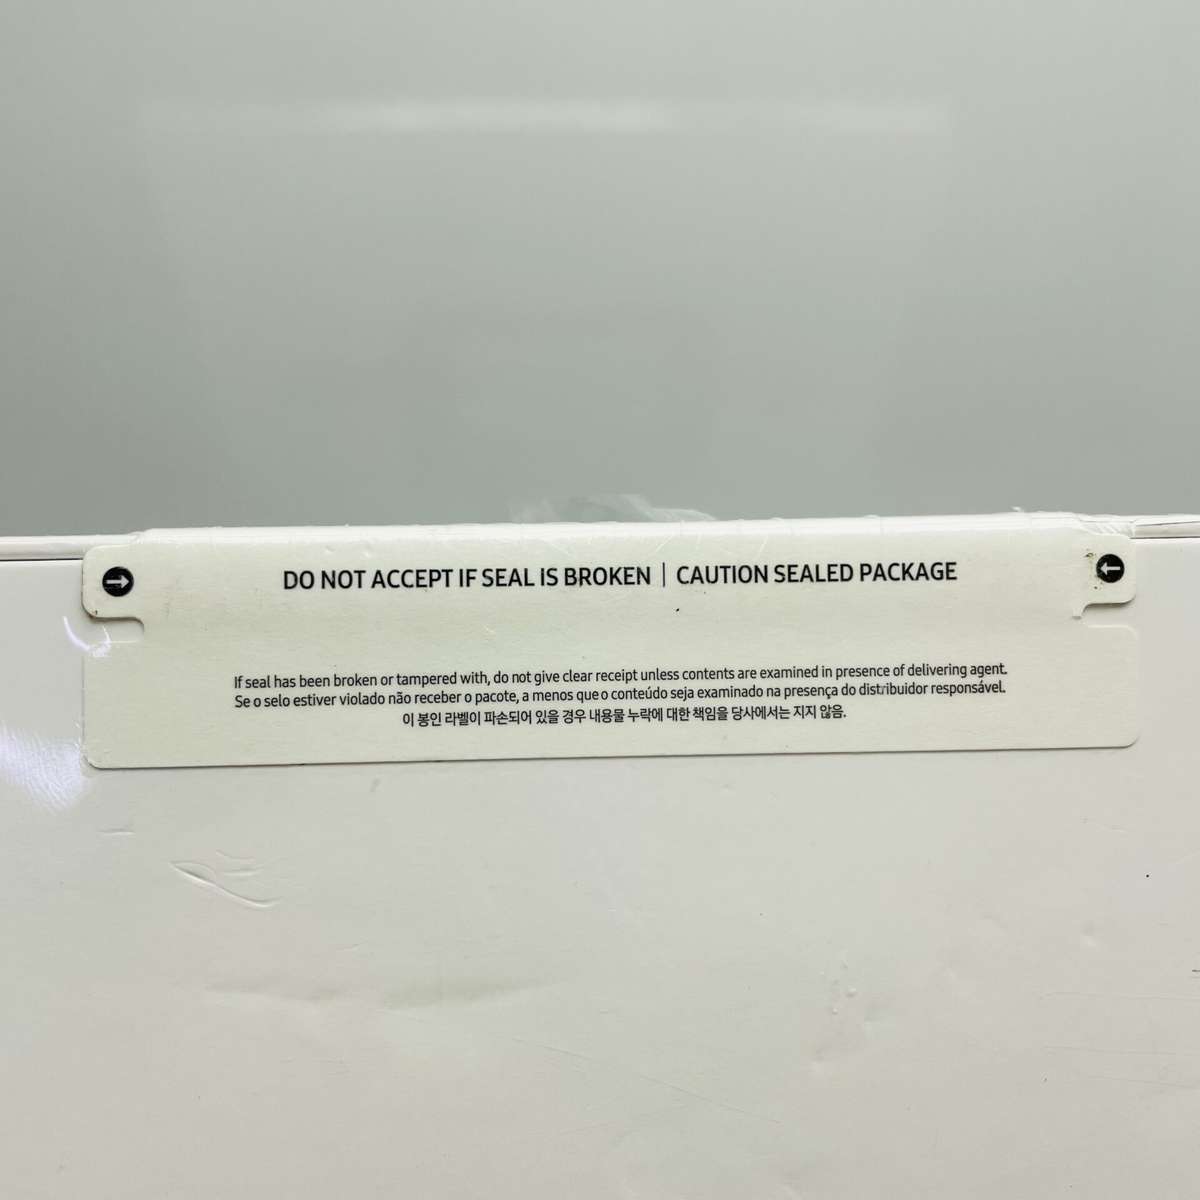 DO NOT ACCEPT IF SEAL IS BROKEN | CAUTION SEALED PACKAGE
If seal has been broken or tampered with, do not give clear receipt unless contents are examined in presence of delivering agent.
Se o selo estiver violado não receber o pacote, a menos que o conteúdo seja examinado na presença do distribuidor responsável.
이 봉인 라벨이 파손되어 있을 경우 내용물 누락에 대한 책임을 당사에서는 지지 않음.